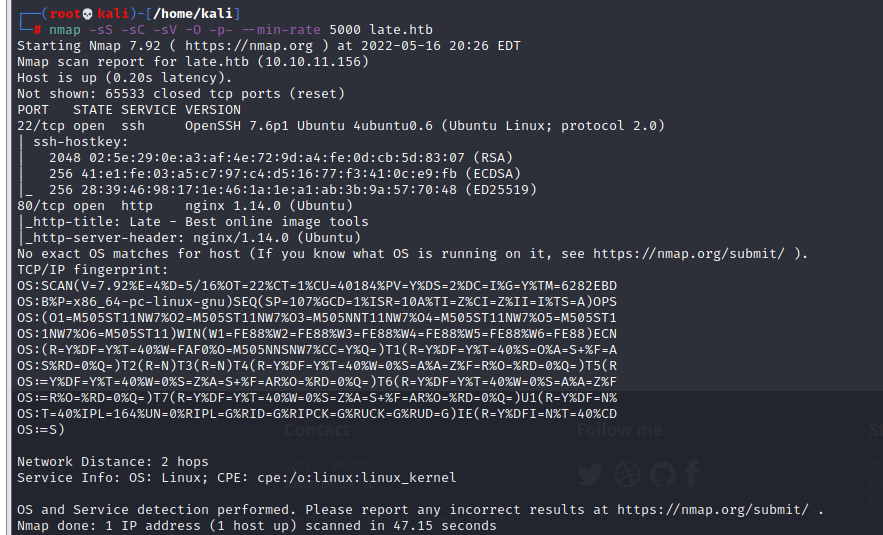 ┌──(root💀kali)-[/home/kali]
└─# nmap -sS -sC -sV -O -p- --min-rate 5000 late.htb
Starting Nmap 7.92 ( https://nmap.org ) at 2022-05-16 20:26 EDT
Nmap scan report for late.htb (10.10.11.156)
Host is up (0.20s latency).
Not shown: 65533 closed tcp ports (reset)
PORT   STATE SERVICE VERSION
22/tcp open  ssh     OpenSSH 7.6p1 Ubuntu 4ubuntu0.6 (Ubuntu Linux; protocol 2.0)
| ssh-hostkey:
|   2048 02:5e:29:0e:a3:af:4e:72:9d:a4:fe:0d:cb:5d:83:07 (RSA)
|   256 41:e1:fe:03:a5:c7:97:c4:d5:16:77:f3:41:0c:e9:fb (ECDSA)
|_  256 28:39:46:98:17:1e:46:1a:1e:a1:ab:3b:9a:57:70:48 (ED25519)
80/tcp open  http    nginx 1.14.0 (Ubuntu)
|_http-title: Late - Best online image tools
|_http-server-header: nginx/1.14.0 (Ubuntu)
No exact OS matches for host (If you know what OS is running on it, see https://nmap.org/submit/ ).
TCP/IP fingerprint:
OS:SCAN(V=7.92%E=4%D=5/16%OT=22%CT=1%CU=40184%PV=Y%DS=2%DC=I%G=Y%TM=6282EBD
OS:B%P=x86_64-pc-linux-gnu)SEQ(SP=107%GCD=1%ISR=10A%TI=Z%CI=Z%II=I%TS=A)OPS
OS:(O1=M505ST11NW7%O2=M505ST11NW7%O3=M505NNT11NW7%O4=M505ST11NW7%O5=M505ST1
OS:1NW7%O6=M505ST11)WIN(W1=FE88%W2=FE88%W3=FE88%W4=FE88%W5=FE88%W6=FE88)ECN
OS:(R=Y%DF=Y%T=40%W=FAF0%O=M505NNSNW7%CC=Y%Q=)T1(R=Y%DF=Y%T=40%S=O%A=S+%F=A
OS:S%RD=0%Q=)T2(R=N)T3(R=N)T4(R=Y%DF=Y%T=40%W=0%S=A%A=Z%F=R%O=%RD=0%Q=)T5(R
OS:=Y%DF=Y%T=40%W=0%S=Z%A=S+%F=AR%O=%RD=0%Q=)T6(R=Y%DF=Y%T=40%W=0%S=A%A=Z%F
OS:=R%O=%RD=0%Q=)T7(R=Y%DF=Y%T=40%W=0%S=Z%A=S+%F=AR%O=%RD=0%Q=)U1(R=Y%DF=N%
OS:T=40%IPL=164%UN=0%RIPL=G%RID=G%RIPCK=G%RUCK=G%RUD=G)IE(R=Y%DFI=N%T=40%CD
OS:=S)
Contact
Follow me
Network Distance: 2 hops
Service Info: OS: Linux; CPE: cpe:/o:linux:linux_kernel
OS and Service detection performed. Please report any incorrect results at https://nmap.org/submit/ .
Nmap done: 1 IP address (1 host up) scanned in 47.15 seconds